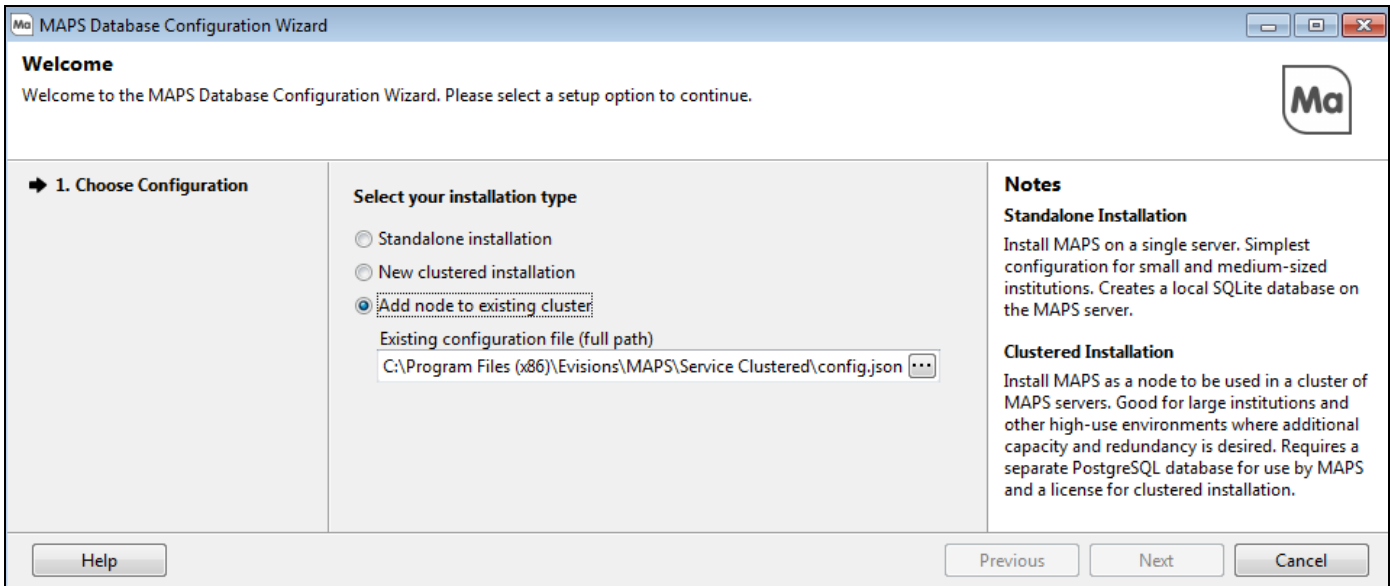 Ma MAPS Database Configuration Wizard
Welcome
Welcome to the MAPS Database Configuration Wizard. Please select a setup option to continue.
Ma
1. Choose Configuration
Select your installation type
Standalone installation
New clustered installation
Add node to existing cluster
Existing configuration file (full path)
C:\Program Files (x86)\Evisions\MAPS\Service Clustered\config.json ...
Notes
Standalone Installation
Install MAPS on a single server. Simplest
configuration for small and medium-sized
institutions. Creates a local SQLite database on
the MAPS server.
Clustered Installation
Install MAPS as a node to be used in a cluster of
MAPS servers. Good for large institutions and
other high-use environments where additional
capacity and redundancy is desired. Requires a
separate PostgreSQL database for use by MAPS
and a license for clustered installation.
Help
Previous
Next
Cancel